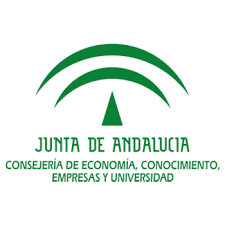 JUNTA DE ANDALUCIA
CONSEJERÍA DE ECONOMÍA, CONOCIMIENTO,
EMPRESAS Y UNIVERSIDAD